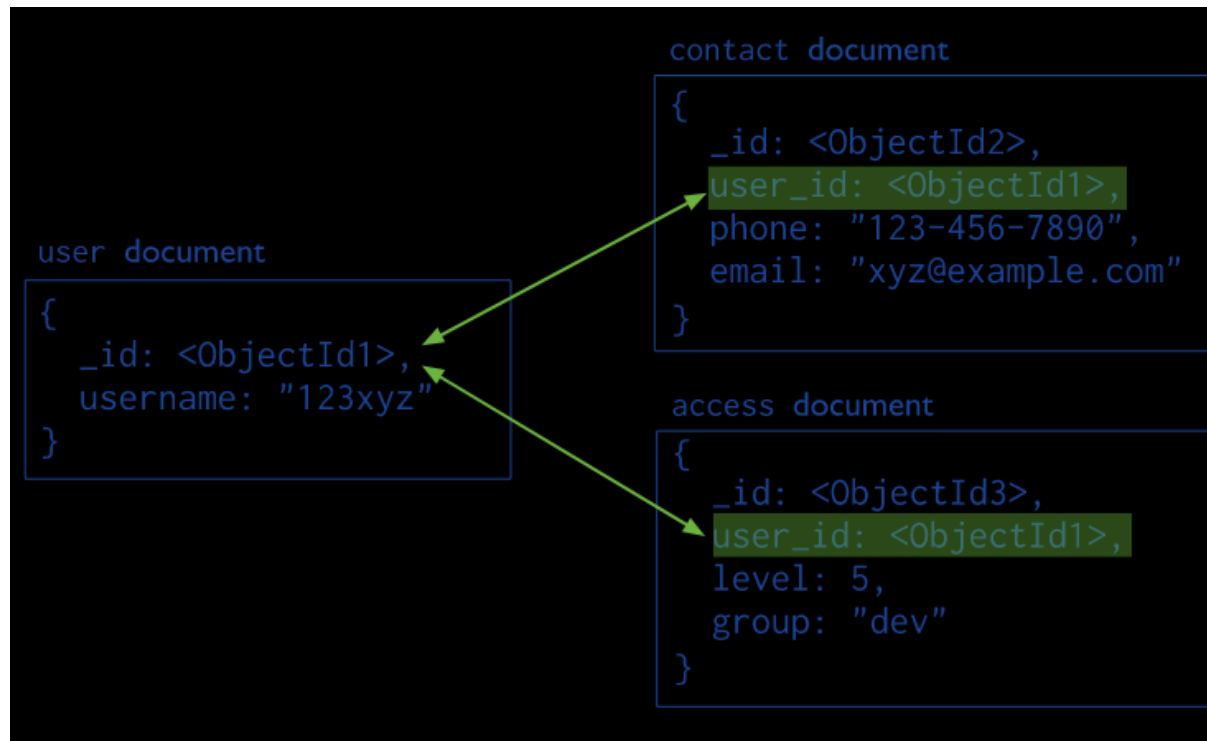 user document
{
_id: <ObjectId1>,
username: "123xyz"
}
contact document
{
_id: <ObjectId2>,
user_id: <ObjectId1>,
phone: "123-456-7890",
email: "xyz@example.com"
}
access document
{
_id: <ObjectId3>,
user_id: <ObjectId1>,
level: 5,
group: "dev"
}